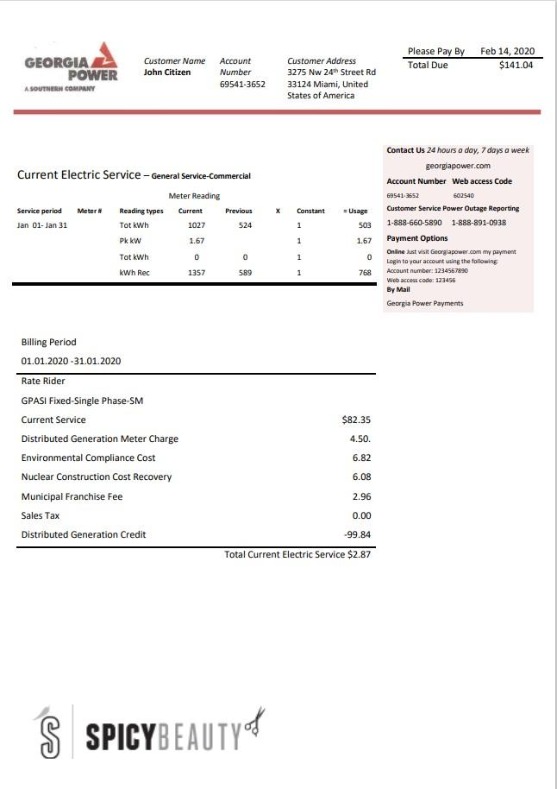 GEORGIA
POWER
A SOUTHERN COMPANY
Customer Name
John Citizen
Account
Number
69541-3652
Customer Address
3275 Nw 24th Street Rd
33124 Miami, United
States of America
Please Pay By Feb 14, 2020
Total Due $141.04
Contact Us 24 hours a day, 7 days a week
georgiapower.com
Account Number Web access Code
69541-3652 602540
Customer Service Power Outage Reporting
1-888-660-5890 1-888-891-0938
Payment Options
Online Just visit Georgiapower.com my payment
Login to your account using the following:
Account number: 1234567890
Web access code: 123456
By Mail
Georgia Power Payments
Current Electric Service – General Service-Commercial
Meter Reading
Service period Meter # Reading types Current Previous X Constant = Usage
Jan 01- Jan 31 Tot kWh 1027 524 1 503
Pk kW 1.67 1 1.67
Tot kWh 0 0 1 0
kWh Rec 1357 589 1 768
Billing Period
01.01.2020 -31.01.2020
Rate Rider
GPASI Fixed-Single Phase-SM
Current Service $82.35
Distributed Generation Meter Charge 4.50.
Environmental Compliance Cost 6.82
Nuclear Construction Cost Recovery 6.08
Municipal Franchise Fee 2.96
Sales Tax 0.00
Distributed Generation Credit -99.84
Total Current Electric Service $2.87
S SPICYBEAUTY